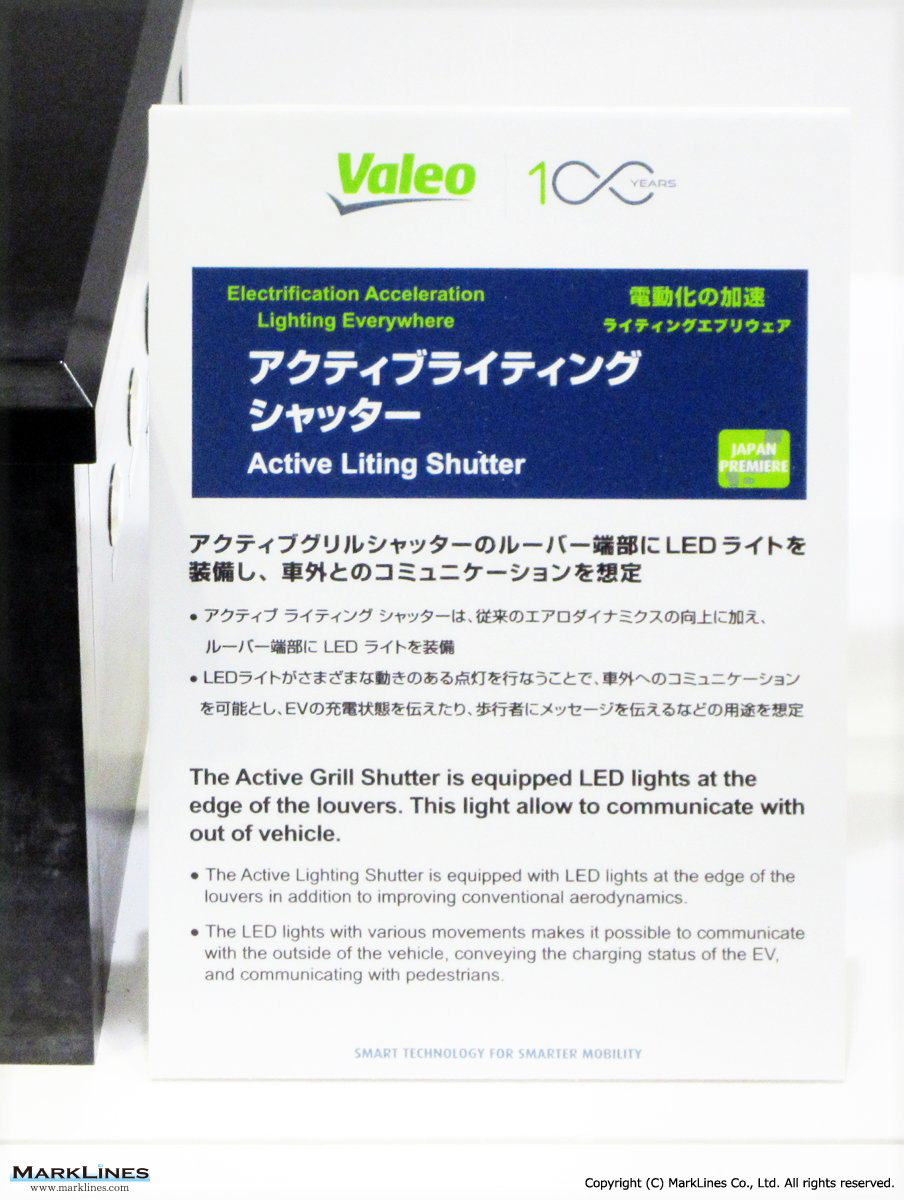 Valeo
100 YEARS
Electrification Acceleration
Lighting Everywhere
電動化の加速
ライティングエブリウェア
アクティブライティング
シャッター
Active Liting Shutter
JAPAN
PREMIERE
アクティブグリルシャッターのルーバー端部にLEDライトを
装備し、車外とのコミュニケーションを想定
• アクティブ ライティング シャッターは、従来のエアロダイナミクスの向上に加え、
ルーバー端部に LED ライトを装備
• LEDライトがさまざまな動きのある点灯を行なうことで、車外へのコミュニケーション
を可能とし、EVの充電状態を伝えたり、歩行者にメッセージを伝えるなどの用途を想定
The Active Grill Shutter is equipped LED lights at the
edge of the louvers. This light allow to communicate with
out of vehicle.
• The Active Lighting Shutter is equipped with LED lights at the edge of the
louvers in addition to improving conventional aerodynamics.
• The LED lights with various movements makes it possible to communicate
with the outside of the vehicle, conveying the charging status of the EV,
and communicating with pedestrians.
SMART TECHNOLOGY FOR SMARTER MOBILITY
MARKLINES
www.marklines.com
Copyright (C) MarkLines Co., Ltd. All rights reserved.